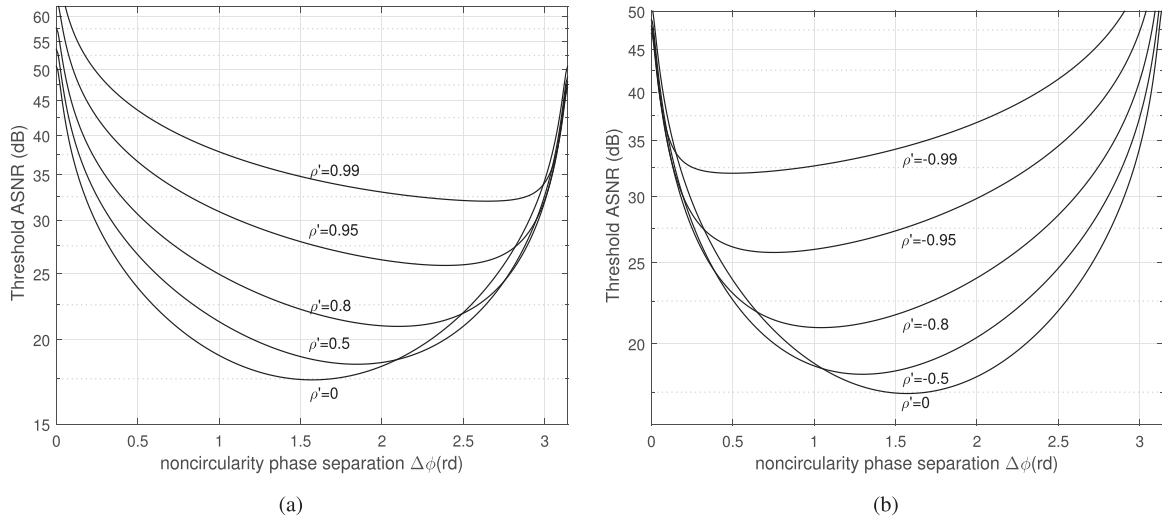 60
55
50
45
40
35
30
25
20
15
Threshold ASNR (dB)
ρ'=0.99
ρ'=0.95
ρ'=0.8
ρ'=0.5
ρ'=0
0 0.5 1 1.5 2 2.5 3
noncircularity phase separation Δϕ(rd)
(a)
50
45
40
35
30
25
20
Threshold ASNR (dB)
ρ'=-0.99
ρ'=-0.95
ρ'=-0.8
ρ'=-0.5
ρ'=0
0 0.5 1 1.5 2 2.5 3
noncircularity phase separation Δϕ(rd)
(b)